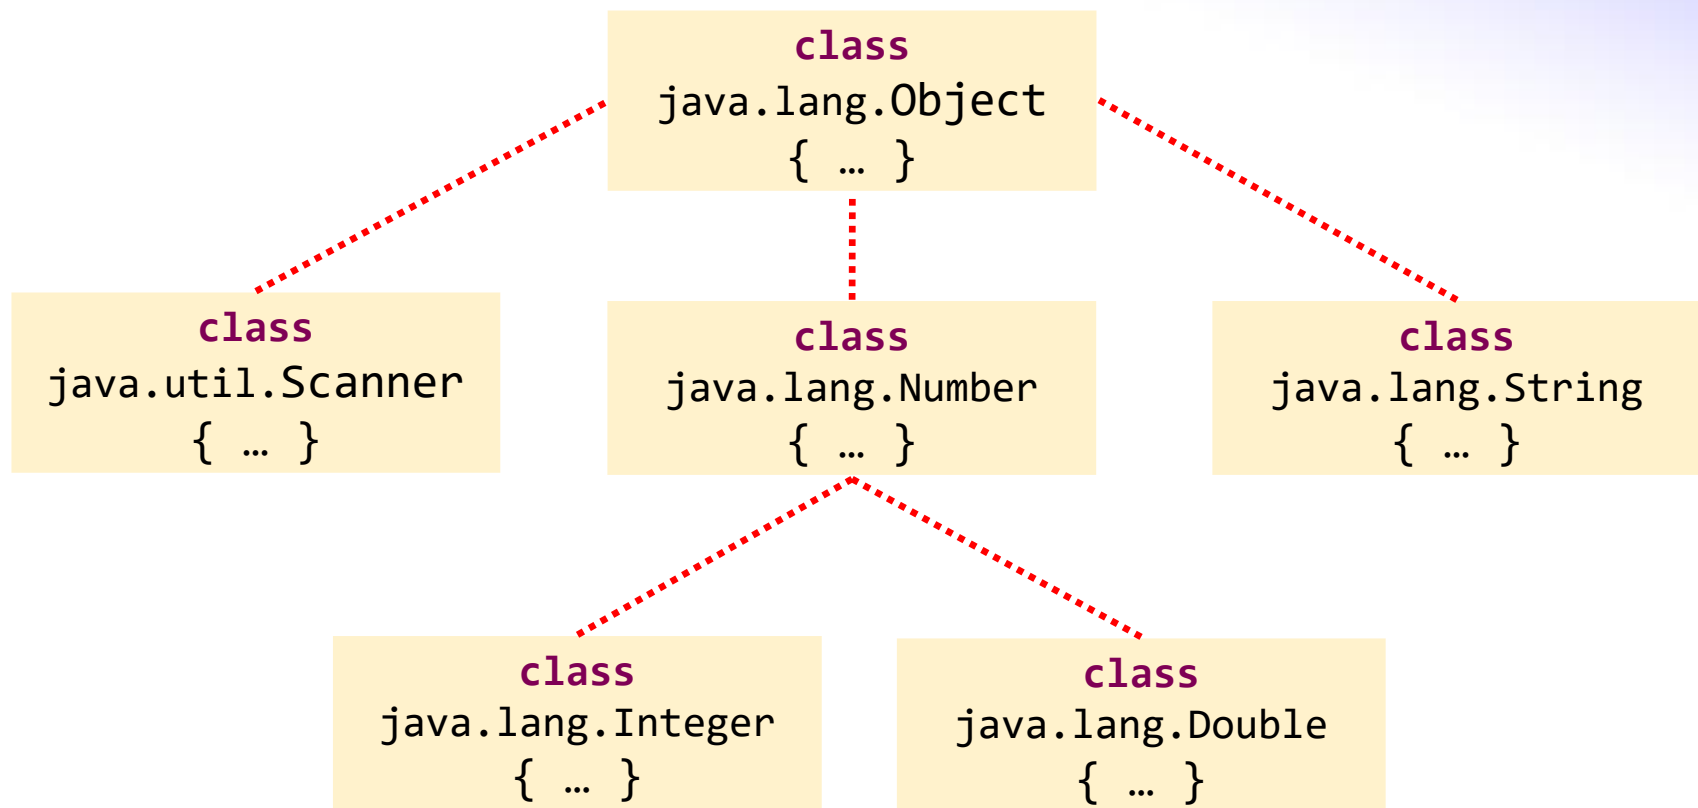 class
java.lang.Object
{ … }
class
java.util.Scanner
{ … }
class
java.lang.Number
{ … }
class
java.lang.String
{ … }
class
java.lang.Integer
{ … }
class
java.lang.Double
{ … }